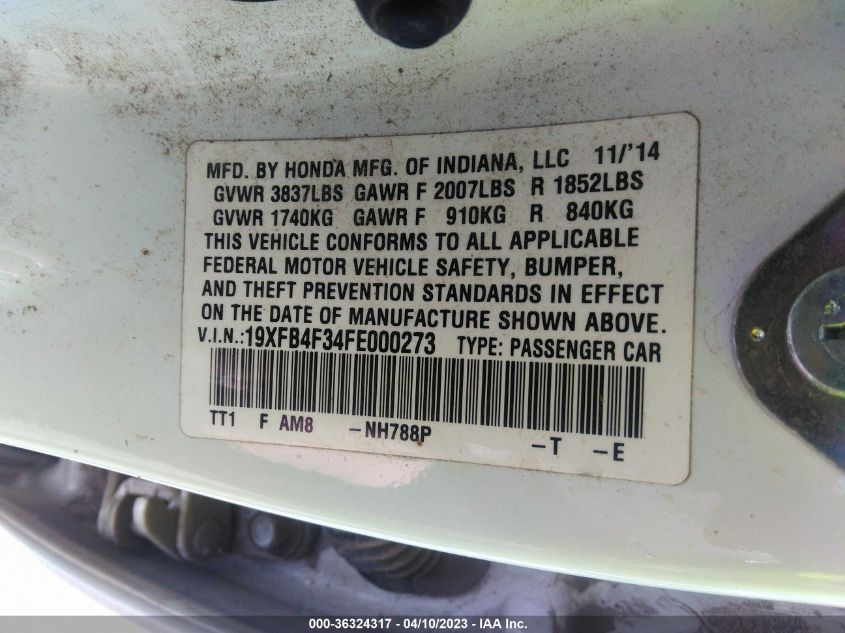 MFD. BY HONDA MFG. OF INDIANA, LLC 11/'14
GVWR 3837LBS GAWR F 2007LBS R 1852LBS
GVWR 1740KG GAWR F 910KG R 840KG
THIS VEHICLE CONFORMS TO ALL APPLICABLE
FEDERAL MOTOR VEHICLE SAFETY, BUMPER,
AND THEFT PREVENTION STANDARDS IN EFFECT
ON THE DATE OF MANUFACTURE SHOWN ABOVE.
V.I.N.:19XFB4F34FE000273 TYPE: PASSENGER CAR
TT1 F AM8 -NH788P -T -E
000-36324317 - 04/10/2023 - IAA Inc.